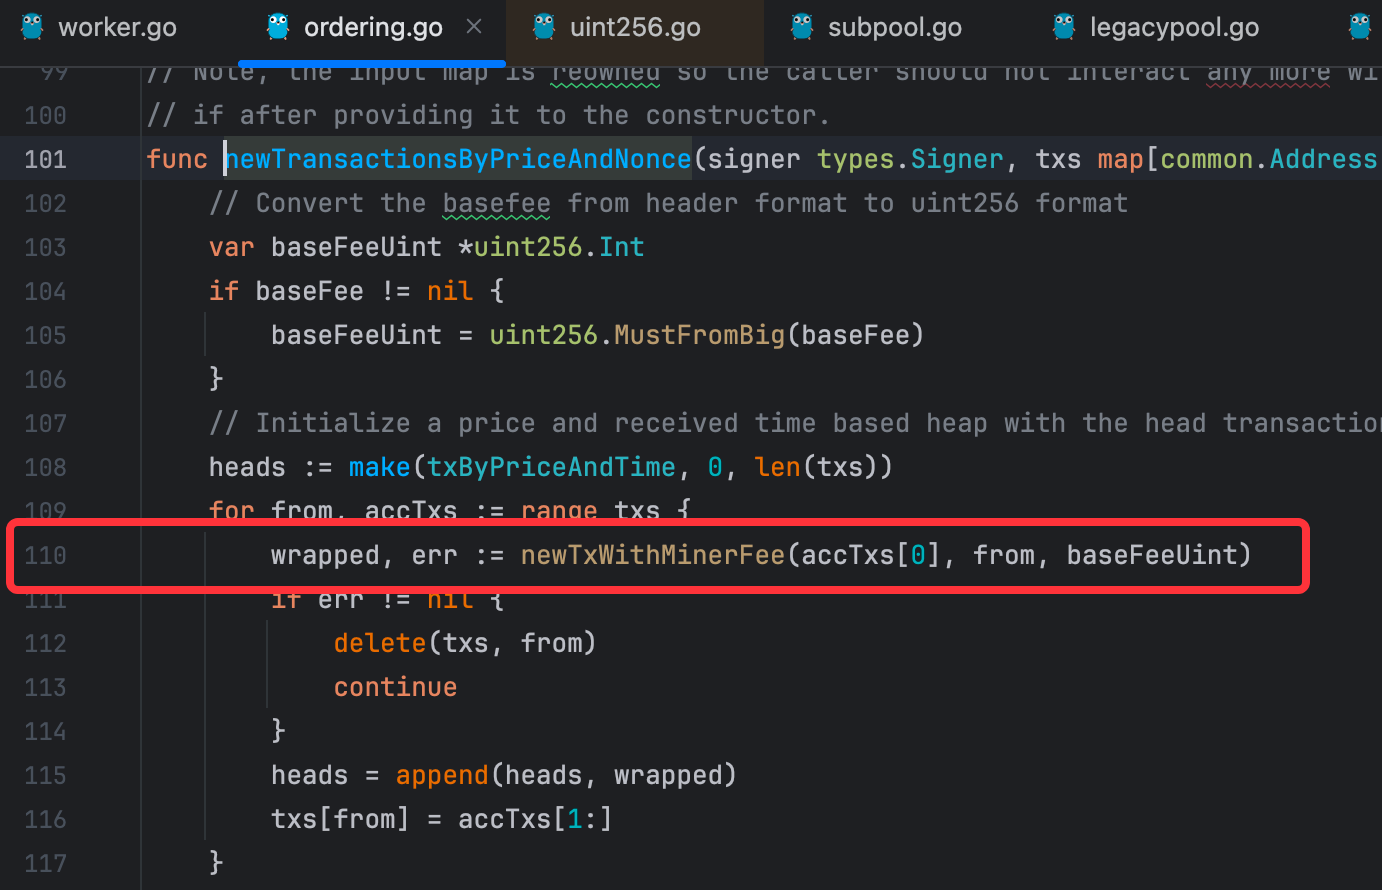 worker.go ordering.go uint256.go subpool.go legacypool.go
99 // Note, the input map is reowned so the caller should not interact any more wi
100 // if after providing it to the constructor.
101 func newTransactionsByPriceAndNonce(signer types.Signer, txs map[common.Address
102 // Convert the basefee from header format to uint256 format
103 var baseFeeUint *uint256.Int
104 if baseFee != nil {
105 baseFeeUint = uint256.MustFromBig(baseFee)
106 }
107 // Initialize a price and received time based heap with the head transaction
108 heads := make(txByPriceAndTime, 0, len(txs))
109 for from, accTxs := range txs {
110 wrapped, err := newTxWithMinerFee(accTxs[0], from, baseFeeUint)
111 if err != nil {
112 delete(txs, from)
113 continue
114 }
115 heads = append(heads, wrapped)
116 txs[from] = accTxs[1:]
117 }